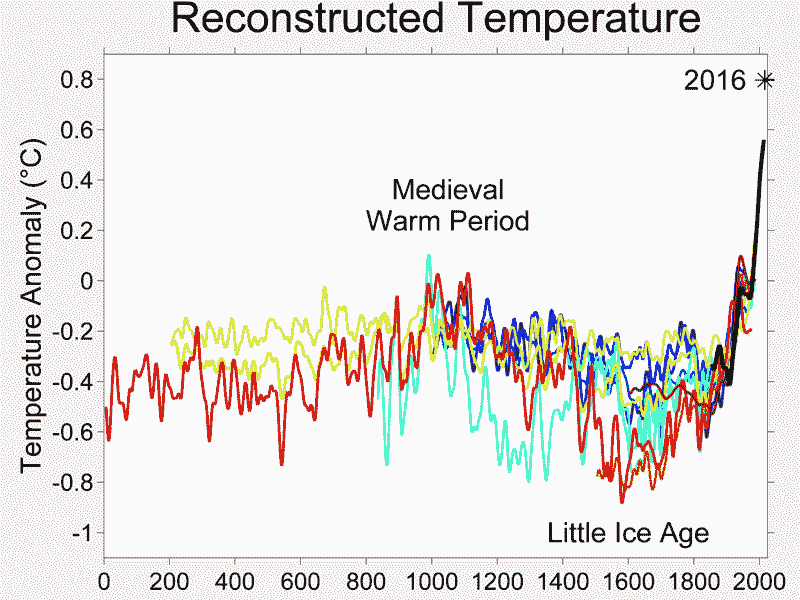 Reconstructed Temperature
Temperature Anomaly (°C)
0.8
0.6
0.4
0.2
0
-0.2
-0.4
-0.6
-0.8
-1
2016
Medieval
Warm Period
Little Ice Age
0 200 400 600 800 1000 1200 1400 1600 1800 2000